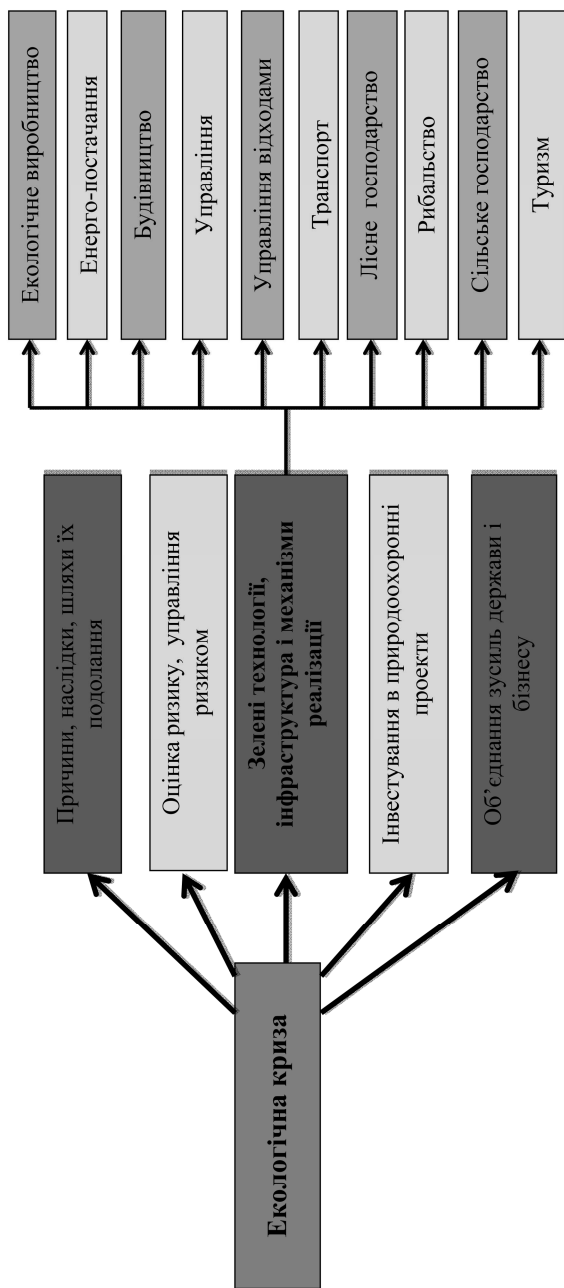 Екологічна криза
Причини, наслідки, шляхи їх
подолання
Оцінка ризику, управління
ризиком
Зелені технології,
інфраструктура і механізми
реалізації
Інвестування в природоохоронні
проекти
Об’єднання зусиль держави і
бізнесу
Екологічне виробництво
Енерго-постачання
Будівництво
Управління
Управління відходами
Транспорт
Лісне господарство
Рибальство
Сільське господарство
Туризм